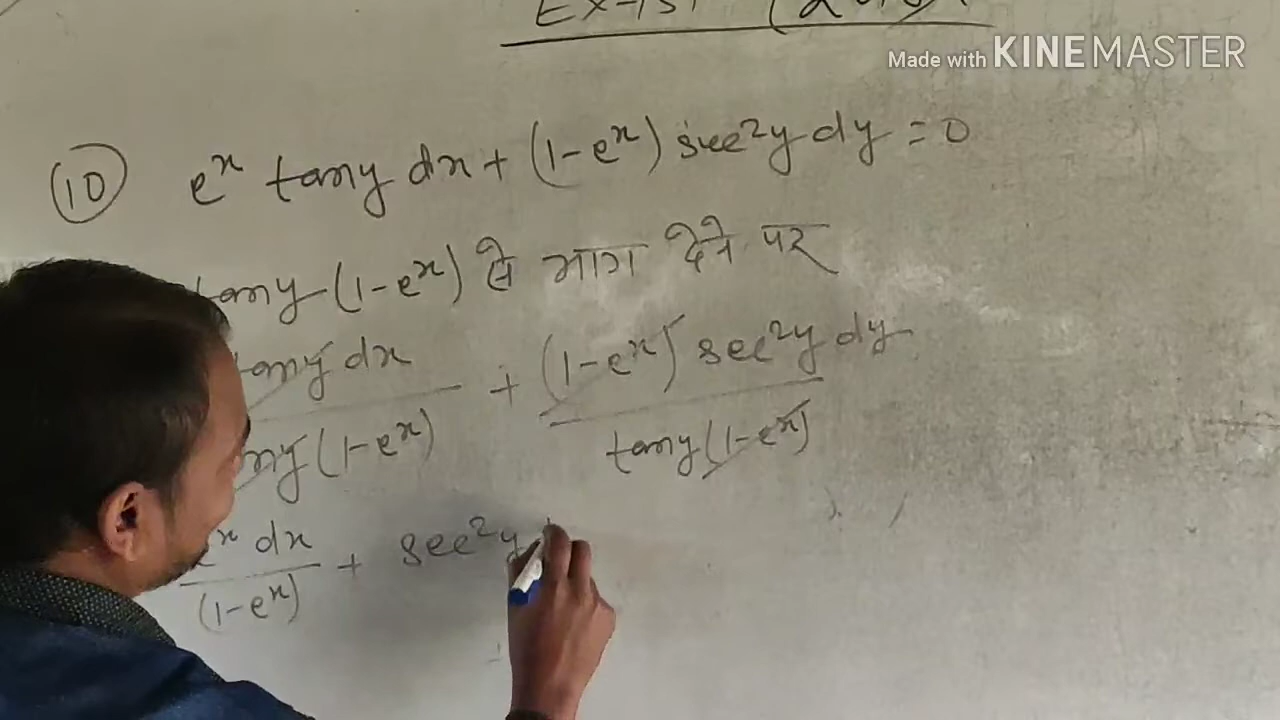 Made with KINEMASTER
(10) eˣ tany dx + (1-eˣ) sec²y dy = 0
tany (1-eˣ) से भाग देने पर
tany dx + (1-eˣ) sec²y dy
ny (1-eˣ) tany (1-eˣ)
ˣ dx + sec²y
(1-eˣ)